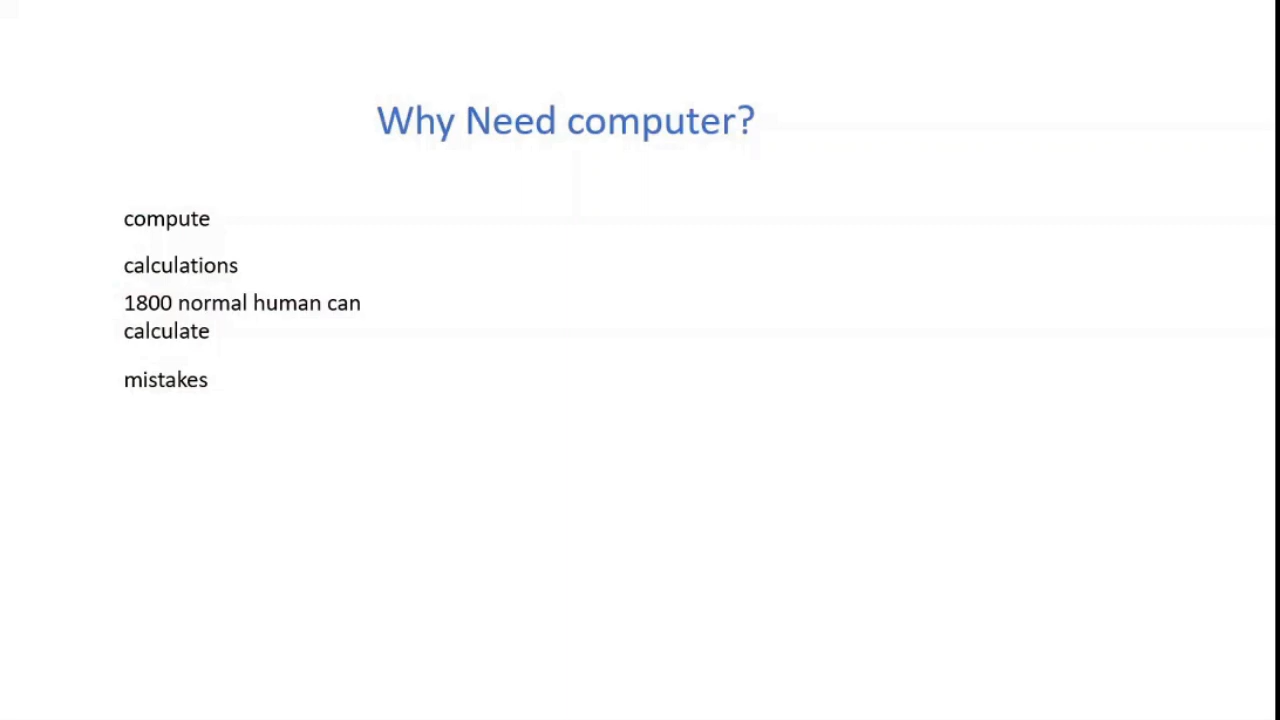 Why Need computer?
compute
calculations
1800 normal human can
calculate
mistakes